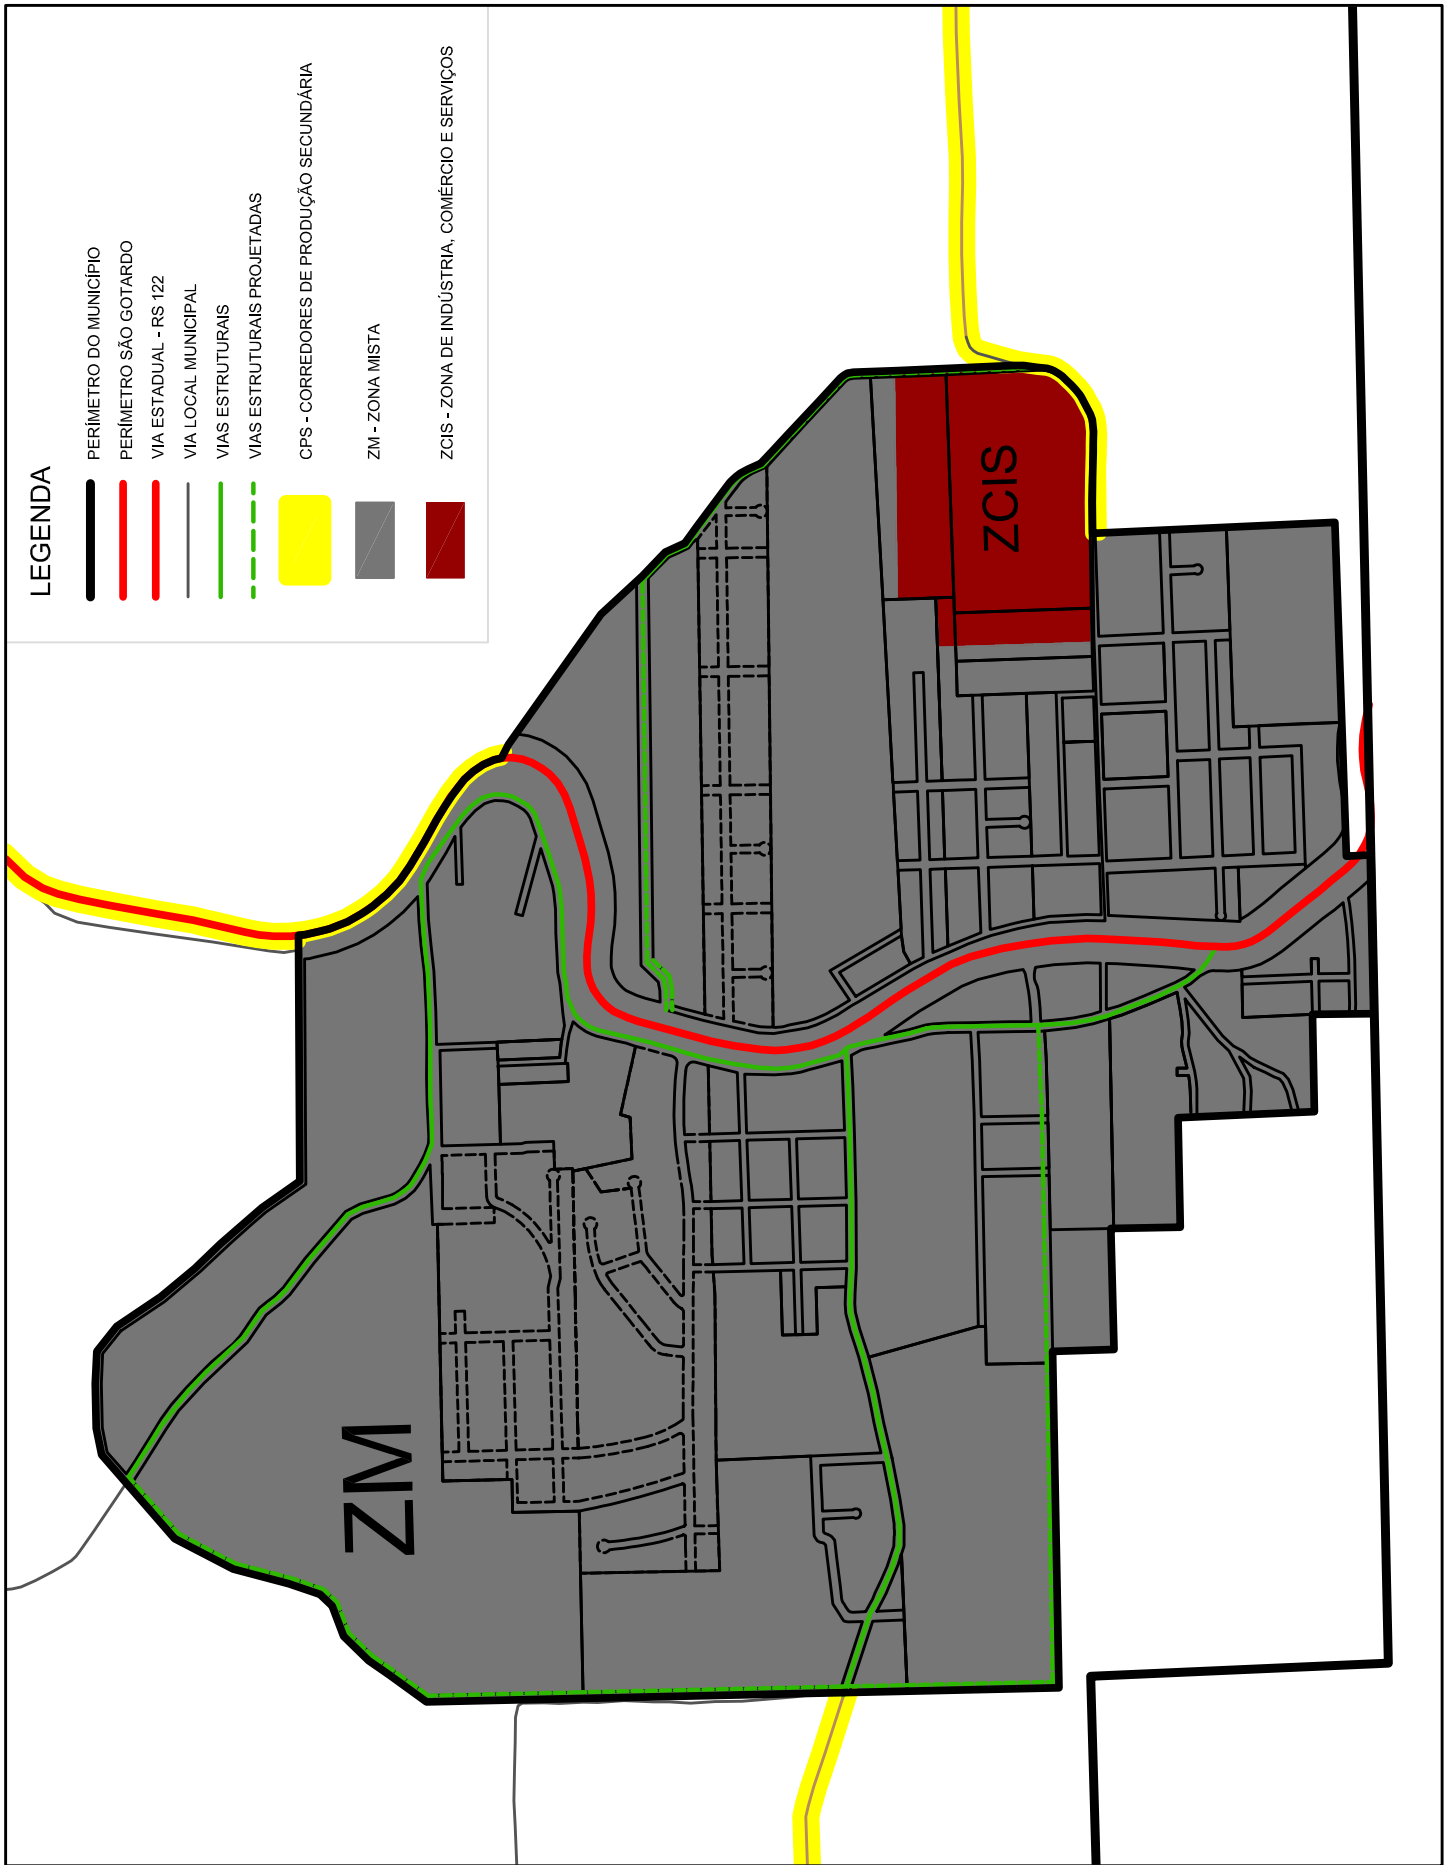 LEGENDA
PERÍMETRO DO MUNICÍPIO
PERÍMETRO SÃO GOTARDO
VIA ESTADUAL - RS 122
VIA LOCAL MUNICIPAL
VIAS ESTRUTURAIS
VIAS ESTRUTURAIS PROJETADAS
CPS - CORREDORES DE PRODUÇÃO SECUNDÁRIA
ZM - ZONA MISTA
ZCIS - ZONA DE INDÚSTRIA, COMÉRCIO E SERVIÇOS
ZCIS
ZM